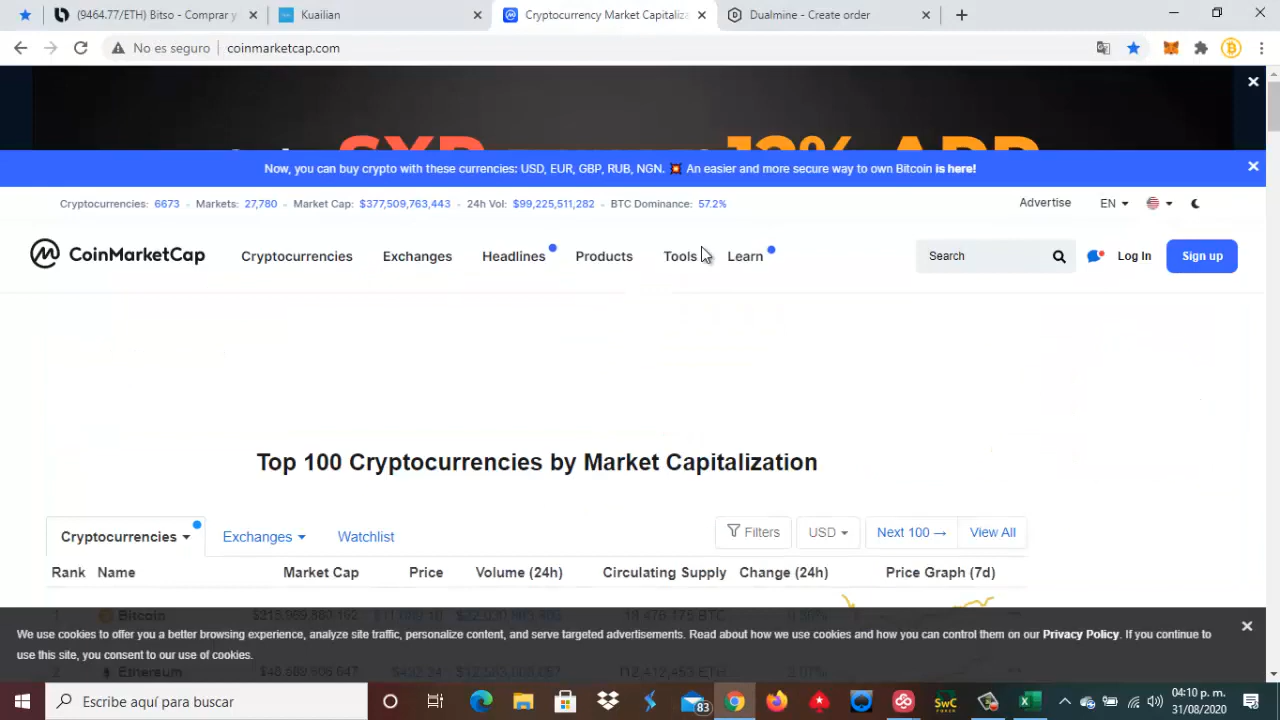 (9464.77/ETH) Bitso - Comprar y
Kuailian
Cryptocurrency Market Capitaliza
Dualmine - Create order
No es seguro
coinmarketcap.com
Now, you can buy crypto with these currencies: USD, EUR, GBP, RUB, NGN. 💥 An easier and more secure way to own Bitcoin is here!
Cryptocurrencies: 6673 • Markets: 27,780 • Market Cap: $377,509,763,443 • 24h Vol: $99,225,511,282 • BTC Dominance: 57.2%
Advertise
EN
CoinMarketCap
Cryptocurrencies
Exchanges
Headlines
Products
Tools
Learn
Search
Log In
Sign up
Top 100 Cryptocurrencies by Market Capitalization
Cryptocurrencies
Exchanges
Watchlist
Filters
USD
Next 100 →
View All
Rank Name Market Cap Price Volume (24h) Circulating Supply Change (24h) Price Graph (7d)
Bitcoin
Ethereum
We use cookies to offer you a better browsing experience, analyze site traffic, personalize content, and serve targeted advertisements. Read about how we use cookies and how you can control them on our Privacy Policy. If you continue to
use this site, you consent to our use of cookies.
Escribe aquí para buscar
83
SwC
POKER
04:10 p. m.
31/08/2020